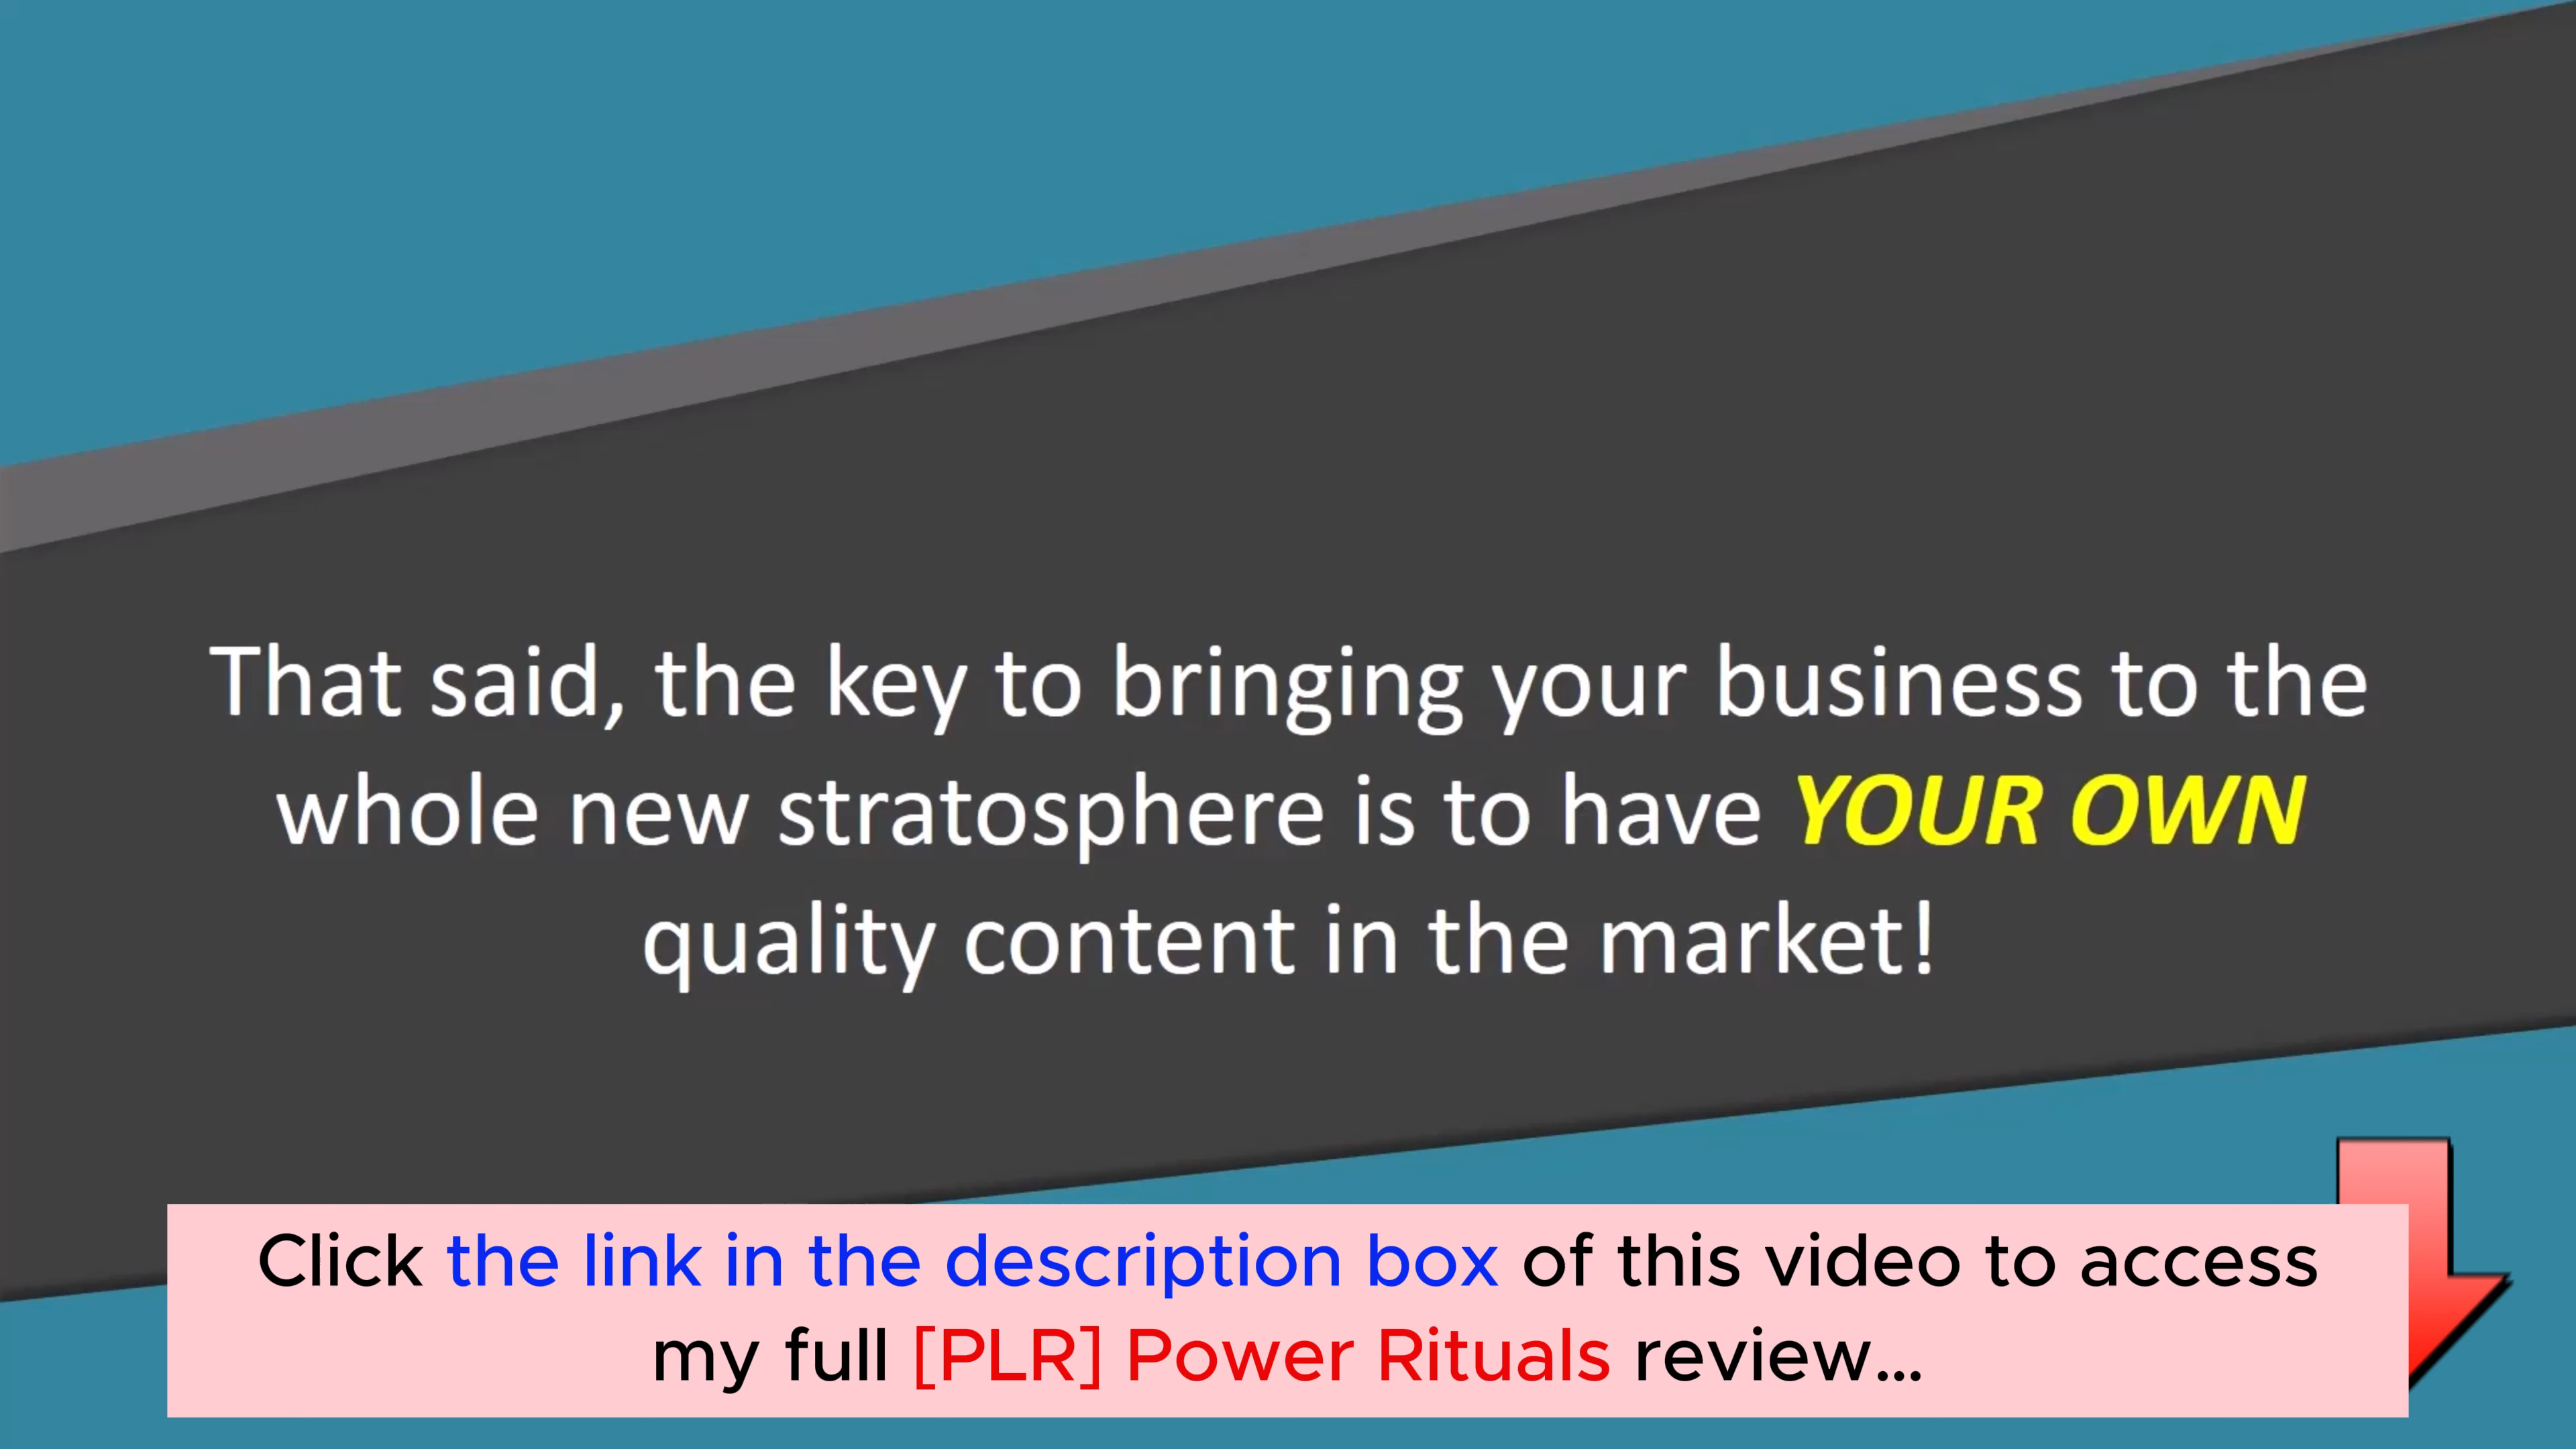 That said, the key to bringing your business to the
whole new stratosphere is to have YOUR OWN
quality content in the market!
Click the link in the description box of this video to access
my full [PLR] Power Rituals review...